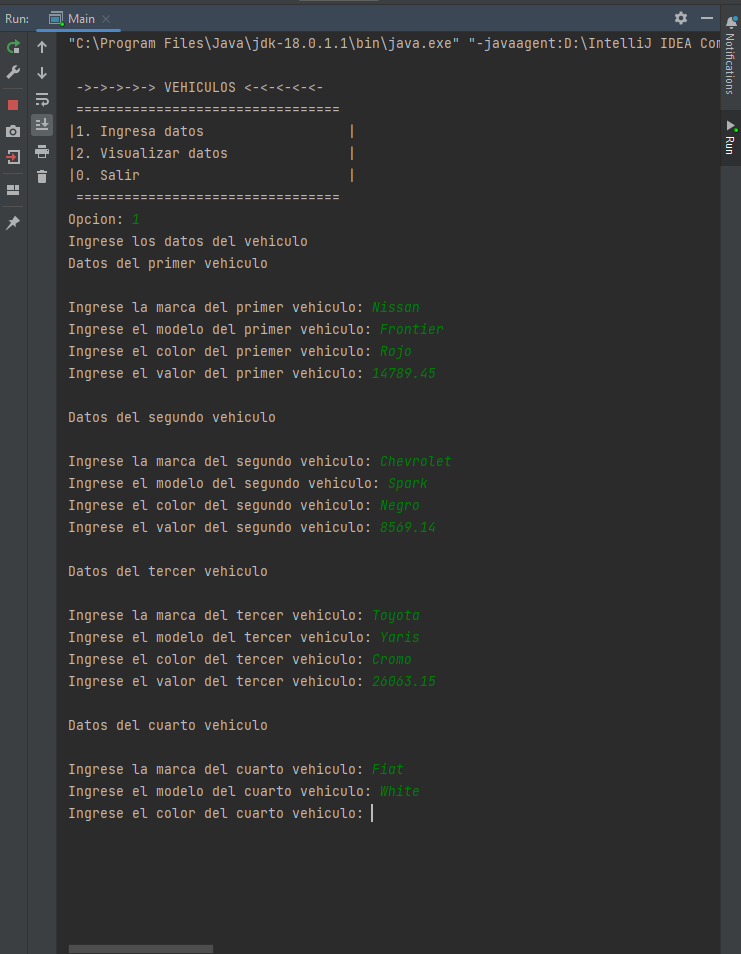 Run: Main
"C:\Program Files\Java\jdk-18.0.1.1\bin\java.exe" "-javaagent:D:\IntelliJ IDEA Com
->->->->-> VEHICULOS <-<-<-<-<-
=================================
|1. Ingresa datos |
|2. Visualizar datos |
|0. Salir |
=================================
Opcion: 1
Ingrese los datos del vehiculo
Datos del primer vehiculo
Ingrese la marca del primer vehiculo: Nissan
Ingrese el modelo del primer vehiculo: Frontier
Ingrese el color del priemer vehiculo: Rojo
Ingrese el valor del primer vehiculo: 14789.45
Datos del segundo vehiculo
Ingrese la marca del segundo vehiculo: Chevrolet
Ingrese el modelo del segundo vehiculo: Spark
Ingrese el color del segundo vehiculo: Negro
Ingrese el valor del segundo vehiculo: 8569.14
Datos del tercer vehiculo
Ingrese la marca del tercer vehiculo: Toyota
Ingrese el modelo del tercer vehiculo: Yaris
Ingrese el color del tercer vehiculo: Cromo
Ingrese el valor del tercer vehiculo: 26063.15
Datos del cuarto vehiculo
Ingrese la marca del cuarto vehiculo: Fiat
Ingrese el modelo del cuarto vehiculo: White
Ingrese el color del cuarto vehiculo:
Notifications
Run